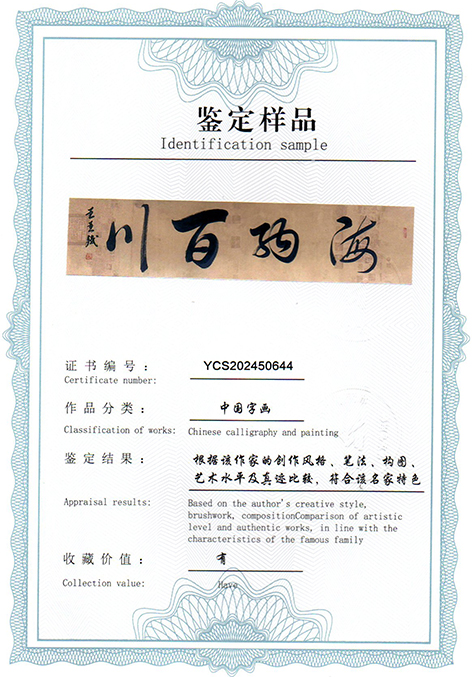 鉴定样品
Identification sample
海納百川
证书编号： YCS202450644
Certificate number:
作品分类： 中国字画
Classification of works: Chinese calligraphy and painting
鉴定结果： 根据该作家的创作风格、笔法、构图、
艺术水平及真迹比较，符合该名家特色
Appraisal results: Based on the author's creative style,
brushwork, compositionComparison of artistic
level and authentic works, in line with the
characteristics of the famous family
收藏价值： 有
Collection value: Have